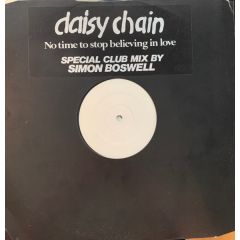 daisy chain
No time to stop believing in love
SPECIAL CLUB MIX BY
SIMON BOSWELL